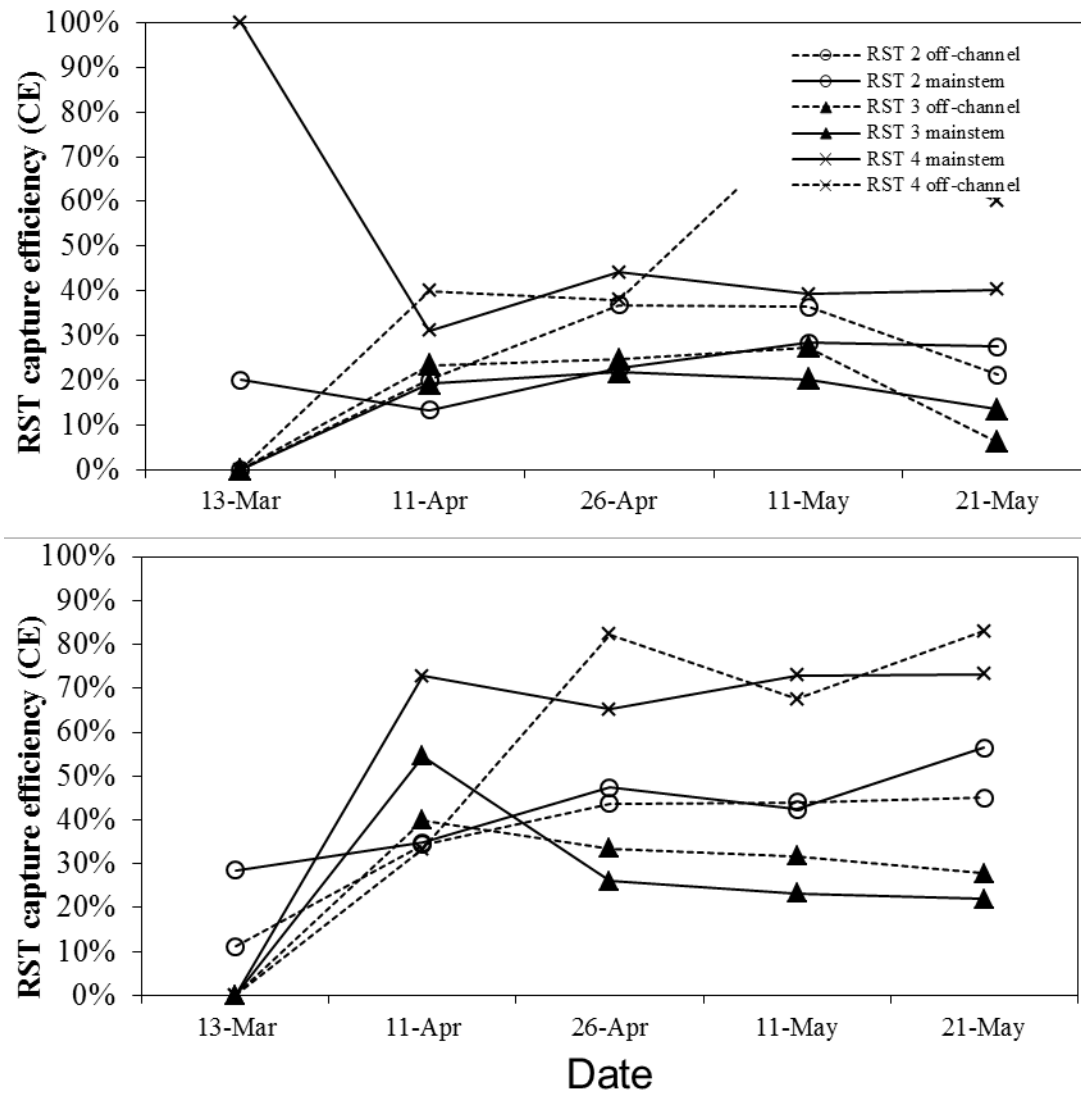 RST capture efficiency (CE)
100%
90%
80%
70%
60%
50%
40%
30%
20%
10%
0%
RST 2 off-channel
RST 2 mainstem
RST 3 off-channel
RST 3 mainstem
RST 4 mainstem
RST 4 off-channel
13-Mar 11-Apr 26-Apr 11-May 21-May
RST capture efficiency (CE)
100%
90%
80%
70%
60%
50%
40%
30%
20%
10%
0%
13-Mar 11-Apr 26-Apr 11-May 21-May
Date